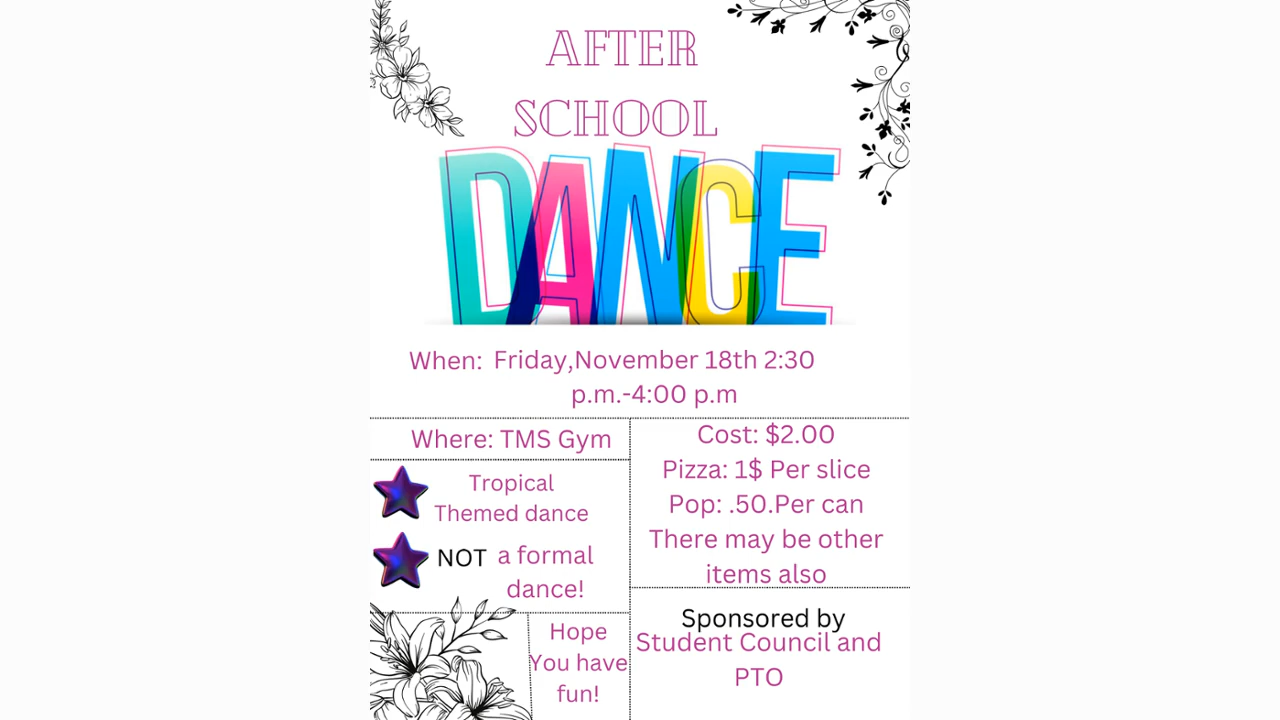 AFTER
SCHOOL
DANCE
When: Friday,November 18th 2:30
p.m.-4:00 p.m
Where: TMS Gym
Tropical
Themed dance
NOT a formal
dance!
Cost: $2.00
Pizza: 1$ Per slice
Pop: .50.Per can
There may be other
items also
Hope
You have
fun!
Sponsored by
Student Council and
PTO